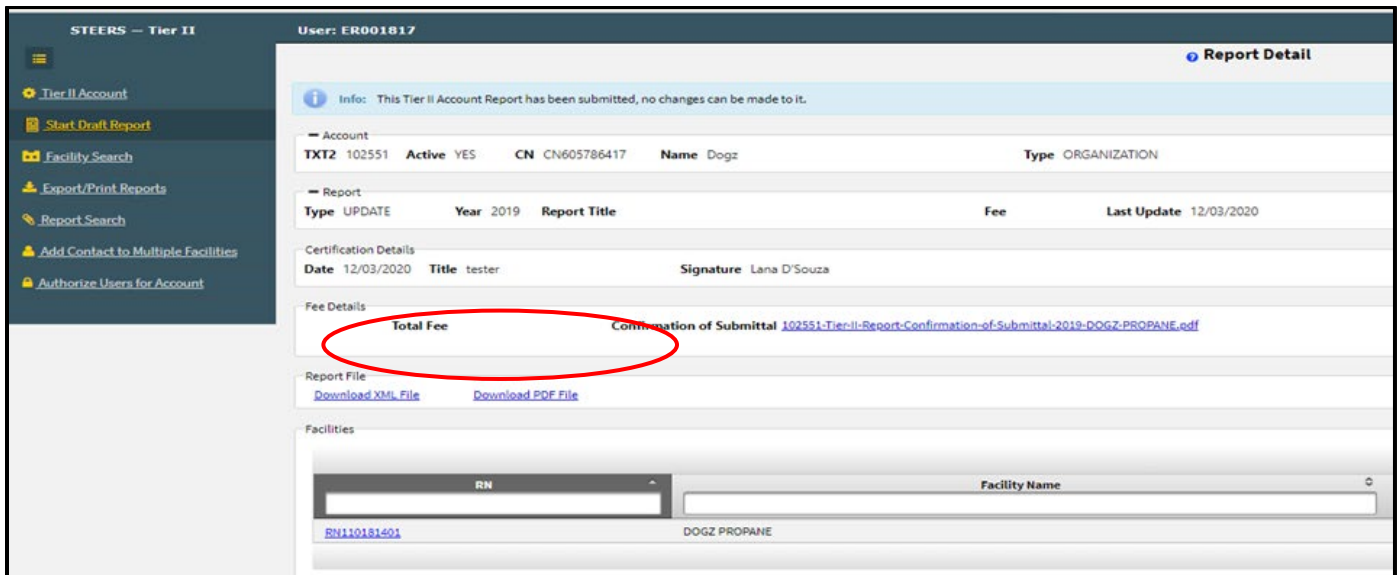 STEERS — Tier II
User: ER001817
Report Detail
Tier II Account
Start Draft Report
Facility Search
Export/Print Reports
Report Search
Add Contact to Multiple Facilities
Authorize Users for Account
Info: This Tier II Account Report has been submitted, no changes can be made to it.
Account
TXT2 102551 Active YES CN CN605786417 Name Dogz Type ORGANIZATION
Report
Type UPDATE Year 2019 Report Title Fee Last Update 12/03/2020
Certification Details
Date 12/03/2020 Title tester Signature Lana D'Souza
Fee Details
Total Fee Confirmation of Submittal 102551-Tier-II-Report-Confirmation-of-Submittal-2019-DOGZ-PROPANE.pdf
Report File
Download XML File Download PDF File
Facilities
RN Facility Name
RN110181401 DOGZ PROPANE